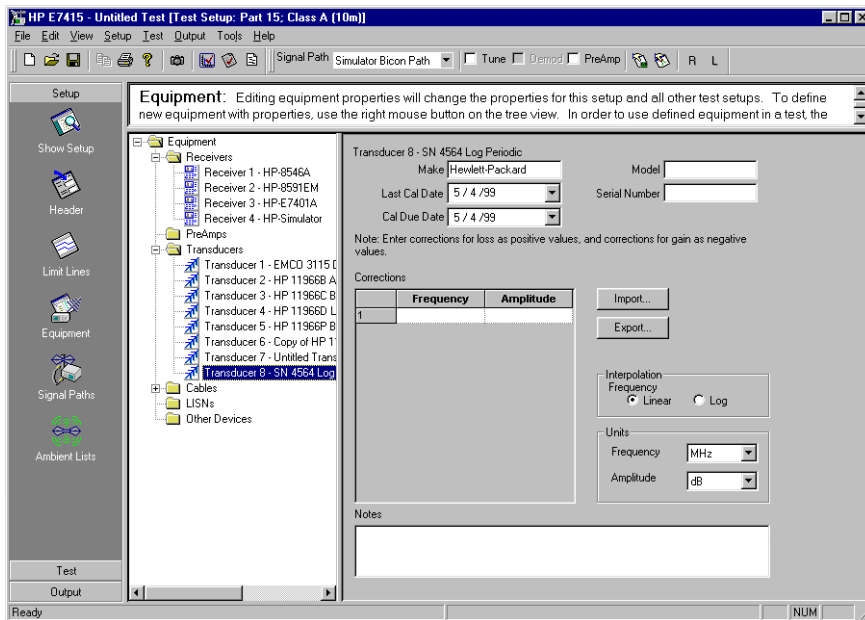 HP E7415 - Untitled Test [Test Setup: Part 15; Class A (10m)]
File Edit View Setup Test Output Tools Help
Signal Path Simulator Bicon Path Tune Demod PreAmp R L
Setup
Show Setup
Header
Limit Lines
Equipment
Signal Paths
Ambient Lists
Test
Output
Equipment: Editing equipment properties will change the properties for this setup and all other test setups. To define
new equipment with properties, use the right mouse button on the tree view. In order to use defined equipment in a test, the
Equipment
Receivers
Receiver 1 - HP-8546A
Receiver 2 - HP-8591EM
Receiver 3 - HP-E7401A
Receiver 4 - HP-Simulator
PreAmps
Transducers
Transducer 1 - EMCO 3115 D
Transducer 2 - HP 11966B A
Transducer 3 - HP 11966C B
Transducer 4 - HP 11966D L
Transducer 5 - HP 11966P B
Transducer 6 - Copy of HP 1
Transducer 7 - Untitled Trans
Transducer 8 - SN 4564 Log
Cables
LISNs
Other Devices
Transducer 8 - SN 4564 Log Periodic
Make Hewlett-Packard Model
Last Cal Date 5 / 4 /99 Serial Number
Cal Due Date 5 / 4 /99
Note: Enter corrections for loss as positive values, and corrections for gain as negative
values.
Corrections
Frequency Amplitude
1
Import...
Export...
Interpolation
Frequency
Linear Log
Units
Frequency MHz
Amplitude dB
Notes
Ready NUM